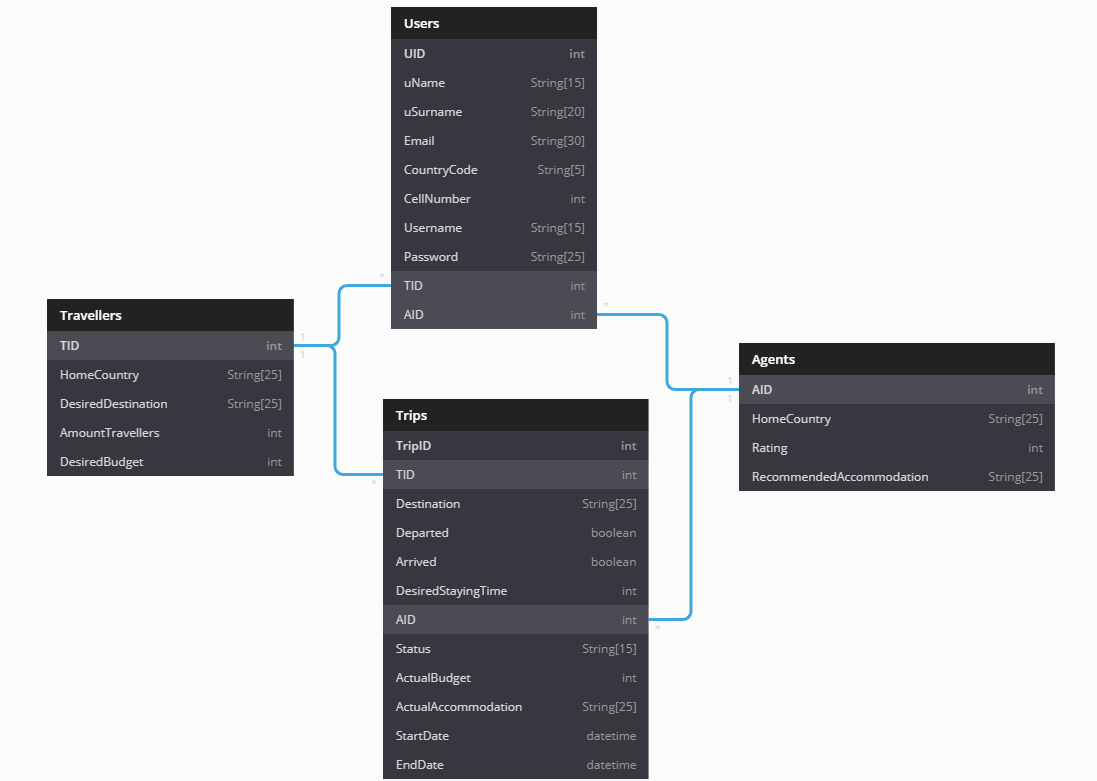 Users
UID int
uName String[15]
uSurname String[20]
Email String[30]
CountryCode String[5]
CellNumber int
Username String[15]
Password String[25]
TID int
AID int
*
*
Travellers
TID int
HomeCountry String[25]
DesiredDestination String[25]
AmountTravellers int
DesiredBudget int
1
1
Trips
TripID int
TID int
Destination String[25]
Departed boolean
Arrived boolean
DesiredStayingTime int
AID int
Status String[15]
ActualBudget int
ActualAccommodation String[25]
StartDate datetime
EndDate datetime
*
*
Agents
AID int
HomeCountry String[25]
Rating int
RecommendedAccommodation String[25]
1
1